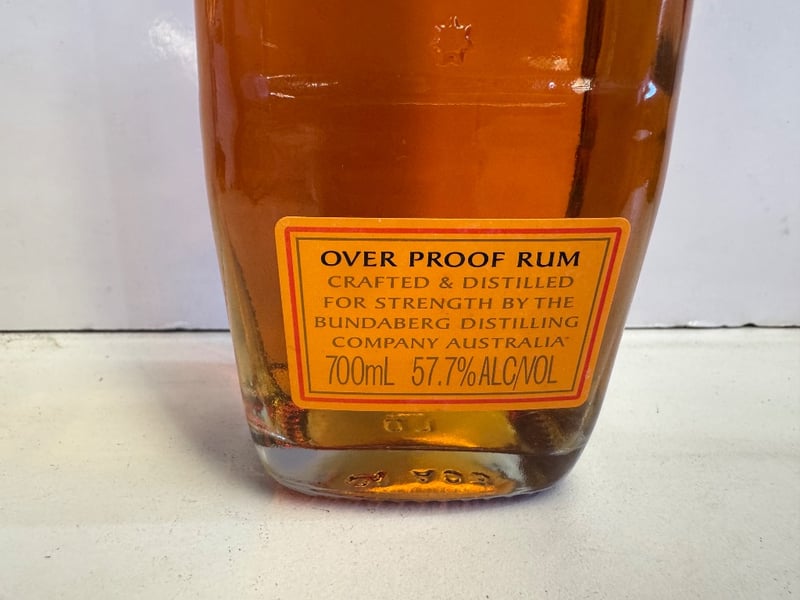 OVER PROOF RUM
CRAFTED & DISTILLED
FOR STRENGTH BY THE
BUNDABERG DISTILLING
COMPANY AUSTRALIA
700mL 57.7% ALC/VOL